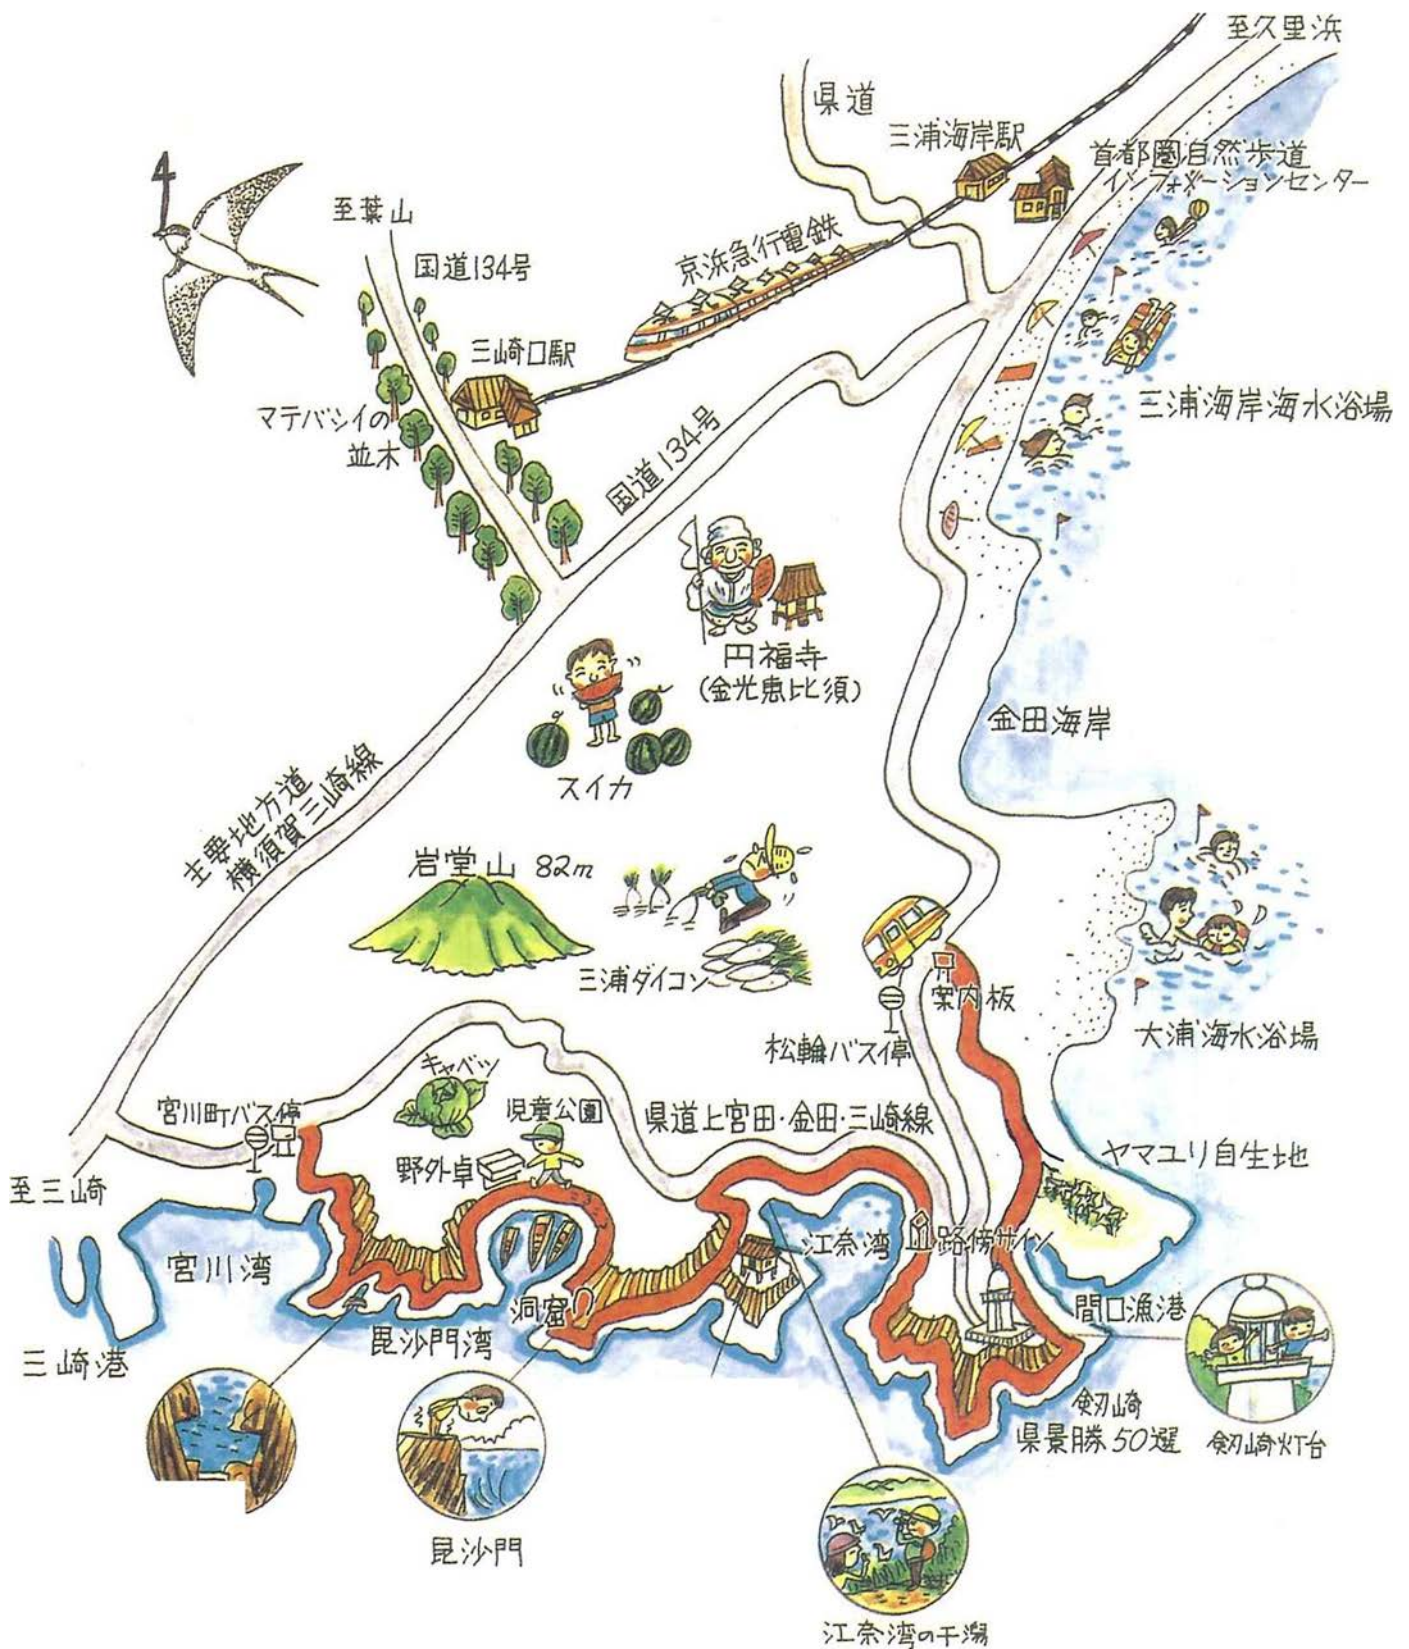 至久里浜
県道
三浦海岸駅
首都圏自然歩道
インフォメーションセンター
4
至葉山
国道134号
京浜急行電鉄
三崎口駅
マテバシイの
並木
国道134号
三浦海岸海水浴場
円福寺
(金光恵比須)
スイカ
金田海岸
主要地方道
横須賀三崎線
岩堂山 82m
三浦ダイコン
案内板
松輪バス停
大浦海水浴場
キャベツ
宮川町バス停
児童公園
県道上宮田・金田・三崎線
野外卓
ヤマユリ自生地
至三崎
宮川湾
江奈湾
路傍サイン
洞窟
間口漁港
毘沙門湾
三崎港
剱崎
県景勝50選
剱崎灯台
毘沙門
江奈湾の干潟